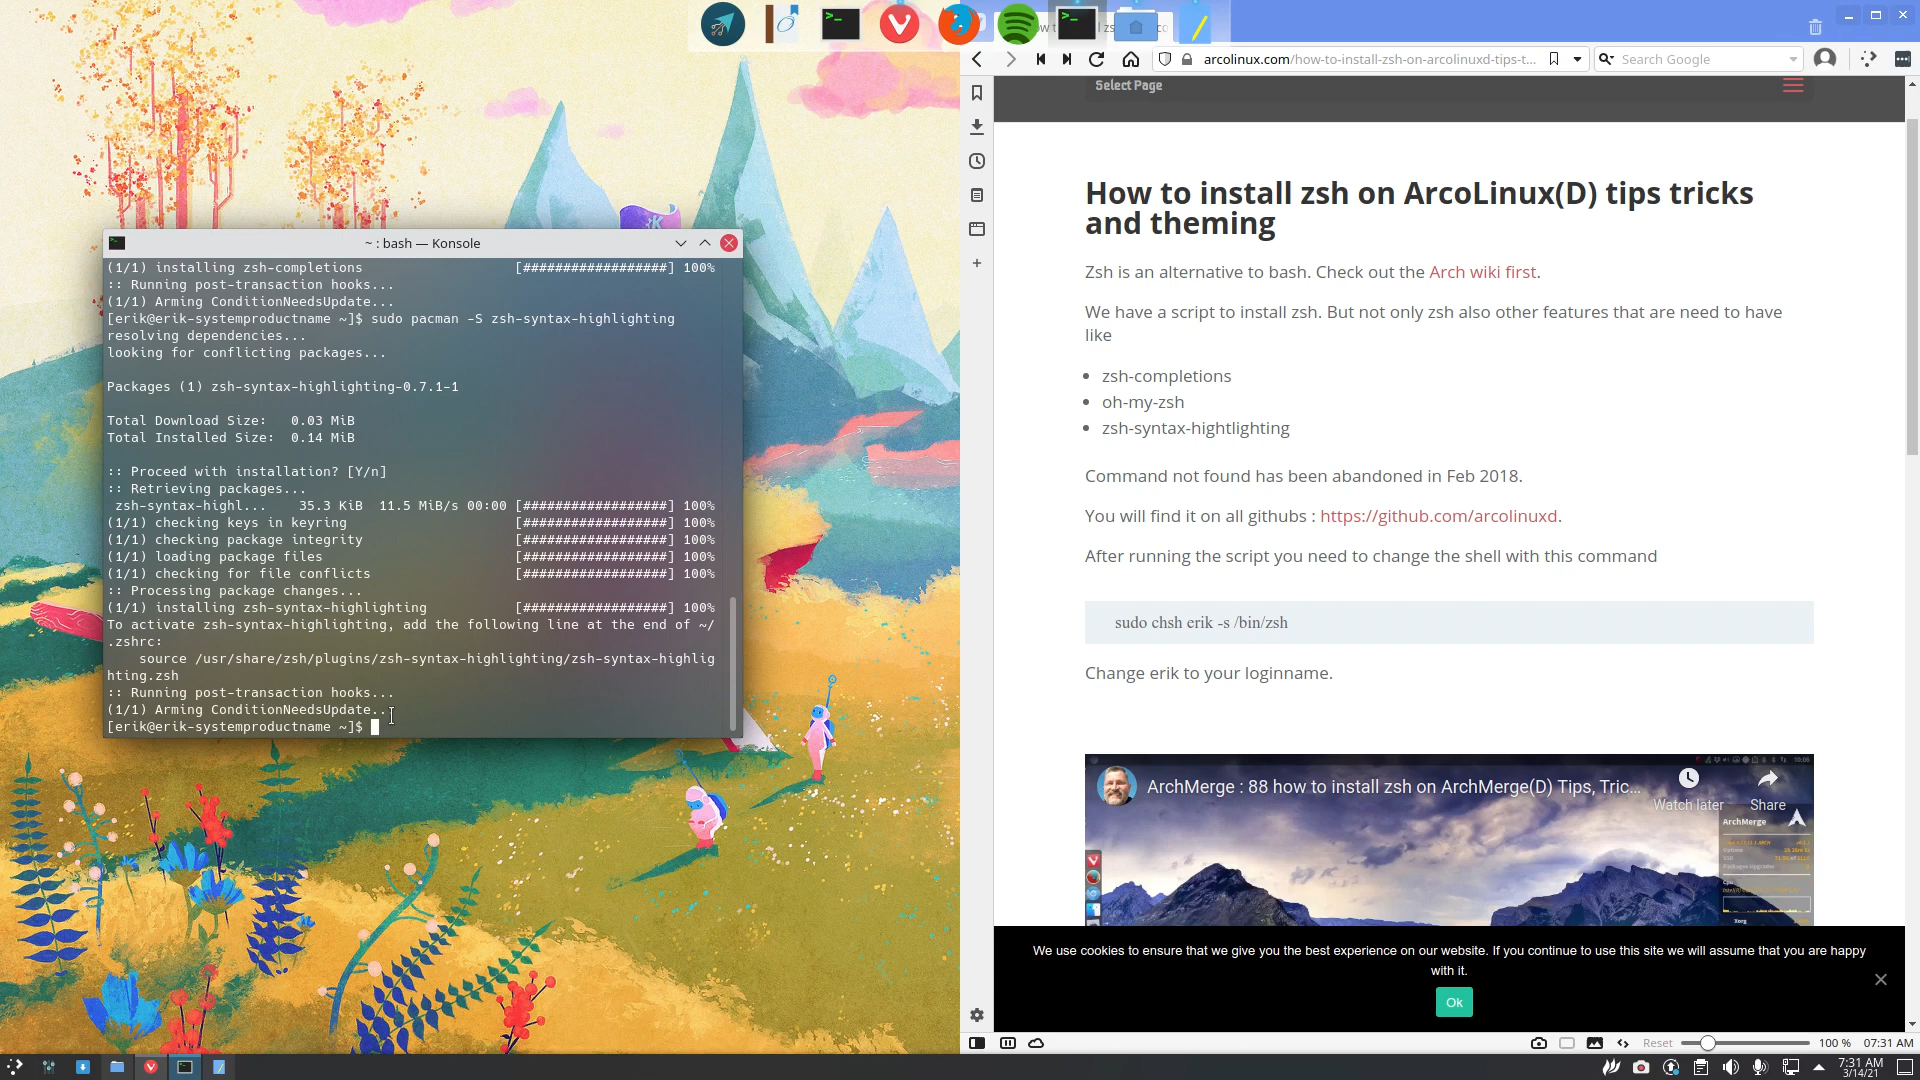 ~ : bash — Konsole
(1/1) installing zsh-completions [##################] 100%
:: Running post-transaction hooks...
(1/1) Arming ConditionNeedsUpdate...
[erik@erik-systemproductname ~]$ sudo pacman -S zsh-syntax-highlighting
resolving dependencies...
looking for conflicting packages...
Packages (1) zsh-syntax-highlighting-0.7.1-1
Total Download Size: 0.03 MiB
Total Installed Size: 0.14 MiB
:: Proceed with installation? [Y/n]
:: Retrieving packages...
zsh-syntax-highl... 35.3 KiB 11.5 MiB/s 00:00 [##################] 100%
(1/1) checking keys in keyring [##################] 100%
(1/1) checking package integrity [##################] 100%
(1/1) loading package files [##################] 100%
(1/1) checking for file conflicts [##################] 100%
:: Processing package changes...
(1/1) installing zsh-syntax-highlighting [##################] 100%
To activate zsh-syntax-highlighting, add the following line at the end of ~/
.zshrc:
source /usr/share/zsh/plugins/zsh-syntax-highlighting/zsh-syntax-highlig
hting.zsh
:: Running post-transaction hooks...
(1/1) Arming ConditionNeedsUpdate...
[erik@erik-systemproductname ~]$
arcolinux.com/how-to-install-zsh-on-arcolinuxd-tips-t...
Search Google
Select Page
How to install zsh on ArcoLinux(D) tips tricks
and theming
Zsh is an alternative to bash. Check out the Arch wiki first.
We have a script to install zsh. But not only zsh also other features that are need to have
like
• zsh-completions
• oh-my-zsh
• zsh-syntax-hightlighting
Command not found has been abandoned in Feb 2018.
You will find it on all githubs : https://github.com/arcolinuxd.
After running the script you need to change the shell with this command
sudo chsh erik -s /bin/zsh
Change erik to your loginname.
ArchMerge : 88 how to install zsh on ArchMerge(D) Tips, Tric...
Watch later
Share
ArchMerge
We use cookies to ensure that we give you the best experience on our website. If you continue to use this site we will assume that you are happy
with it.
Ok
Reset
100 %
07:31 AM
7:31 AM
3/14/21